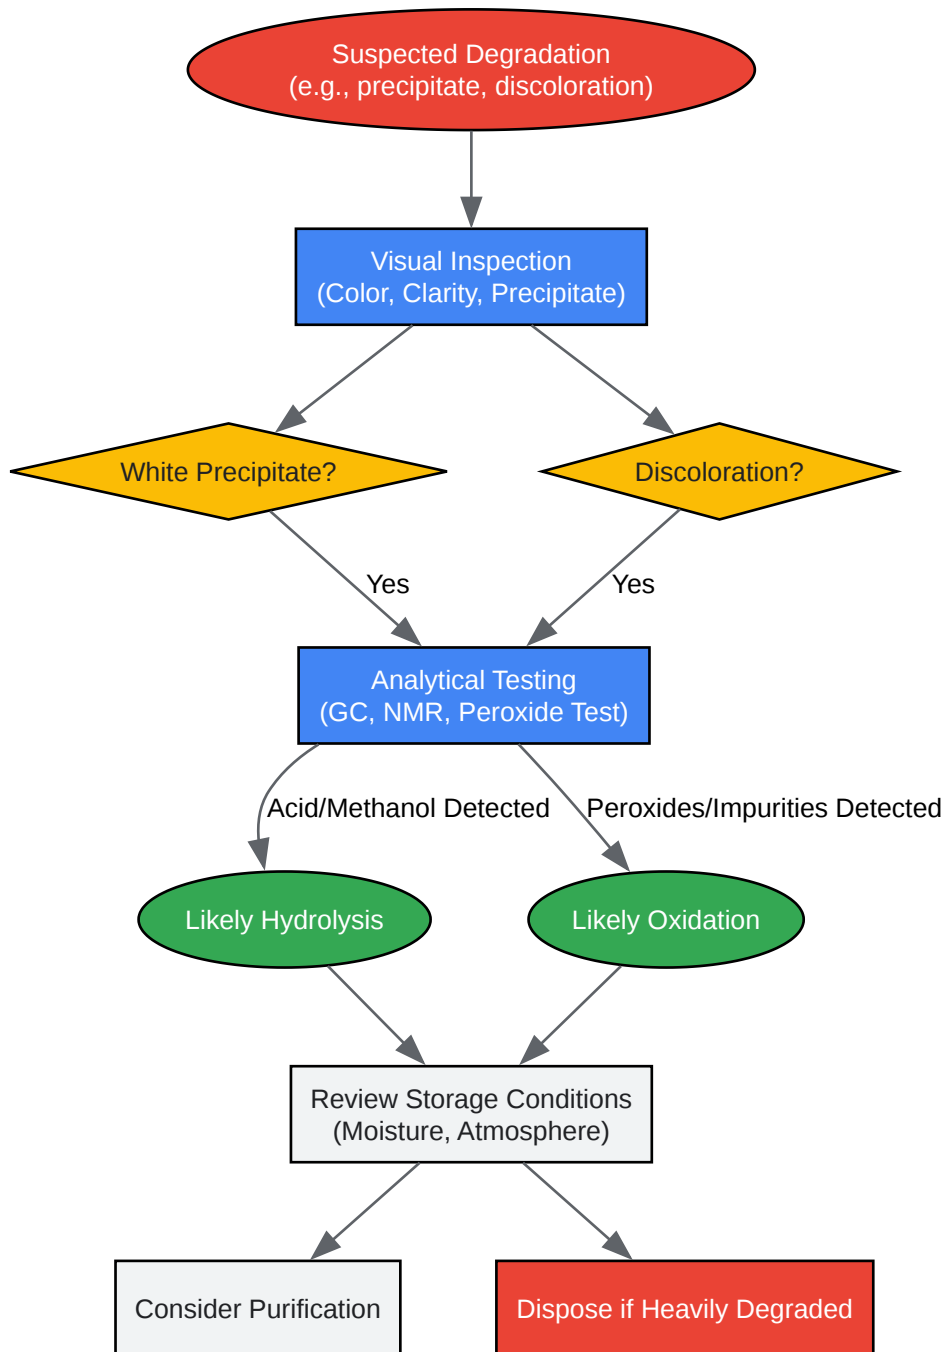 Suspected Degradation
(e.g., precipitate, discoloration)
Visual Inspection
(Color, Clarity, Precipitate)
White Precipitate?
Discoloration?
Yes
Yes
Analytical Testing
(GC, NMR, Peroxide Test)
Acid/Methanol Detected
Peroxides/Impurities Detected
Likely Hydrolysis
Likely Oxidation
Review Storage Conditions
(Moisture, Atmosphere)
Consider Purification
Dispose if Heavily Degraded